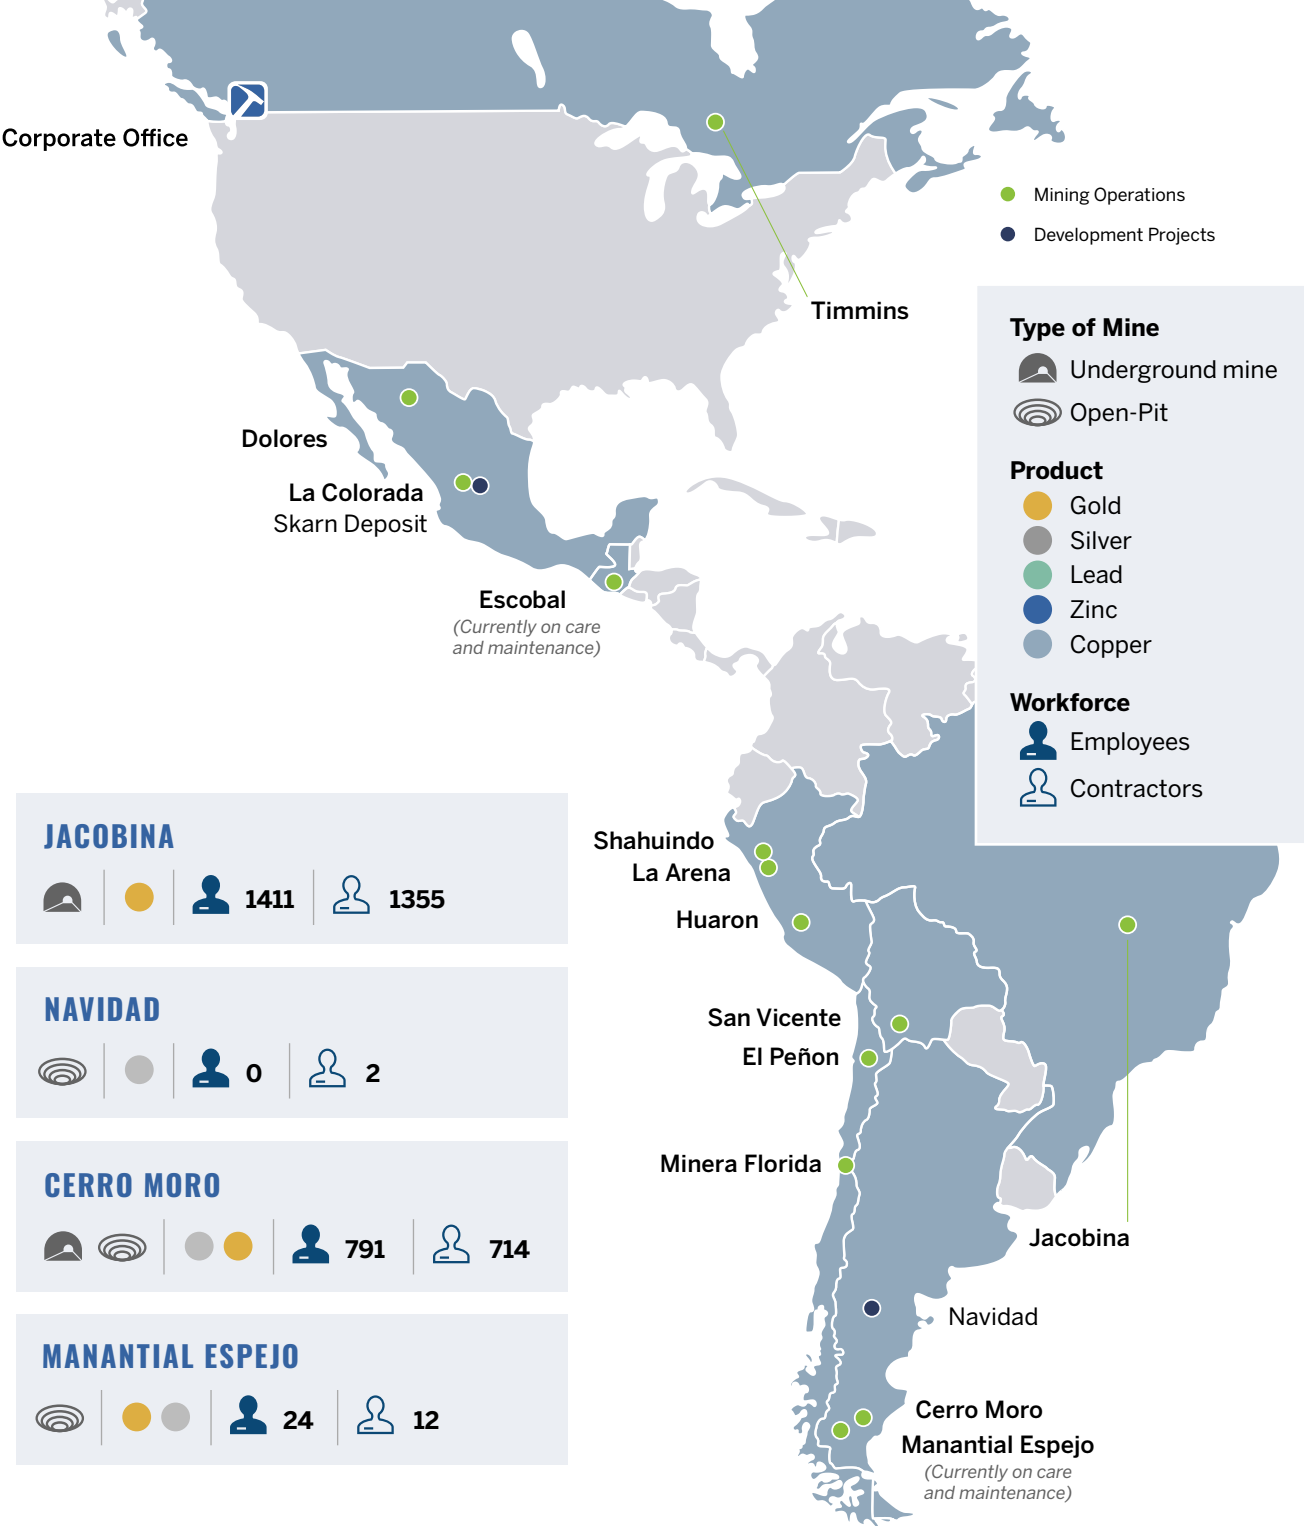 Corporate Office
Mining Operations
Development Projects
Timmins
Type of Mine
Underground mine
Open-Pit
Product
Gold
Silver
Lead
Zinc
Copper
Workforce
Employees
Contractors
Dolores
La Colorada
Skarn Deposit
Escobal
(Currently on care
and maintenance)
JACOBINA
1411 1355
NAVIDAD
0 2
CERRO MORO
791 714
MANANTIAL ESPEJO
24 12
Shahuindo
La Arena
Huaron
San Vicente
El Peñon
Minera Florida
Jacobina
Navidad
Cerro Moro
Manantial Espejo
(Currently on care
and maintenance)